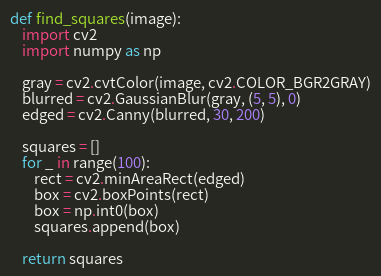 def find_squares(image):
    import cv2
    import numpy as np

    gray = cv2.cvtColor(image, cv2.COLOR_BGR2GRAY)
    blurred = cv2.GaussianBlur(gray, (5, 5), 0)
    edged = cv2.Canny(blurred, 30, 200)

    squares = []
    for _ in range(100):
        rect = cv2.minAreaRect(edged)
        box = cv2.boxPoints(rect)
        box = np.int0(box)
        squares.append(box)

    return squares